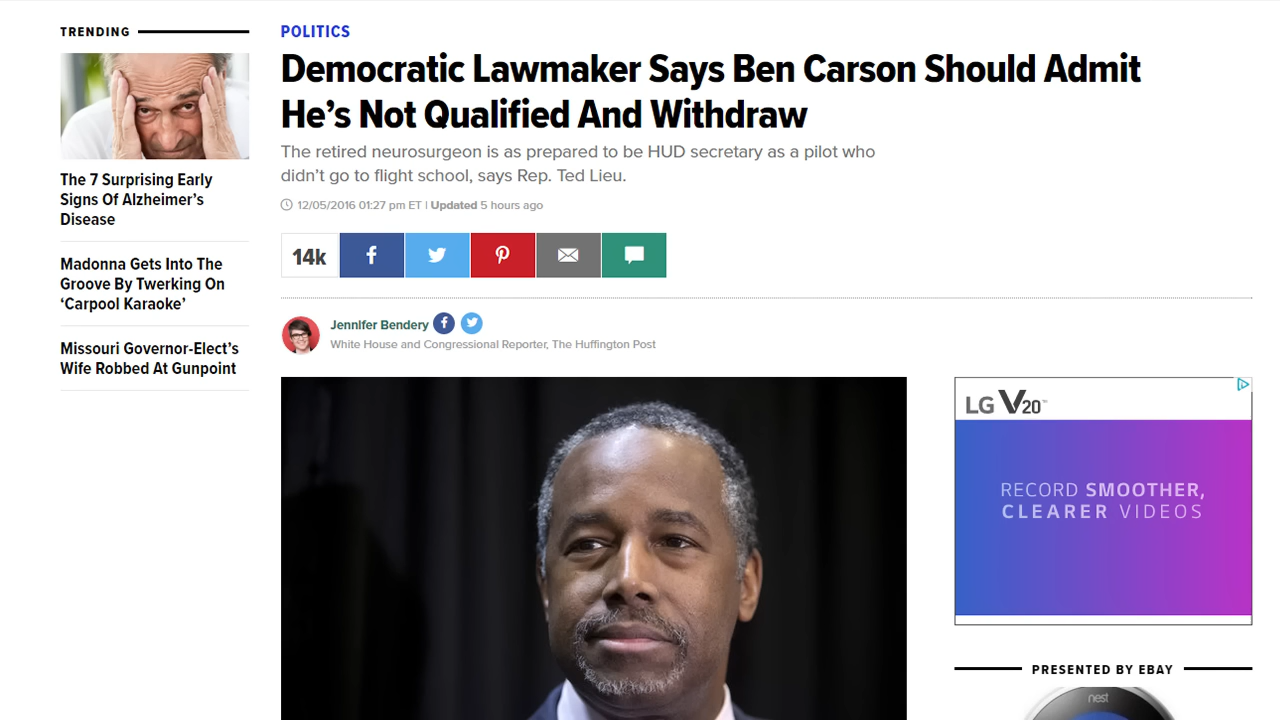 TRENDING
The 7 Surprising Early
Signs Of Alzheimer's
Disease
Madonna Gets Into The
Groove By Twerking On
‘Carpool Karaoke’
Missouri Governor-Elect’s
Wife Robbed At Gunpoint
POLITICS
Democratic Lawmaker Says Ben Carson Should Admit
He’s Not Qualified And Withdraw
The retired neurosurgeon is as prepared to be HUD secretary as a pilot who
didn’t go to flight school, says Rep. Ted Lieu.
12/05/2016 01:27 pm ET | Updated 5 hours ago
14k
Jennifer Bendery
White House and Congressional Reporter, The Huffington Post
LG V20™
RECORD SMOOTHER,
CLEARER VIDEOS
PRESENTED BY EBAY
nest